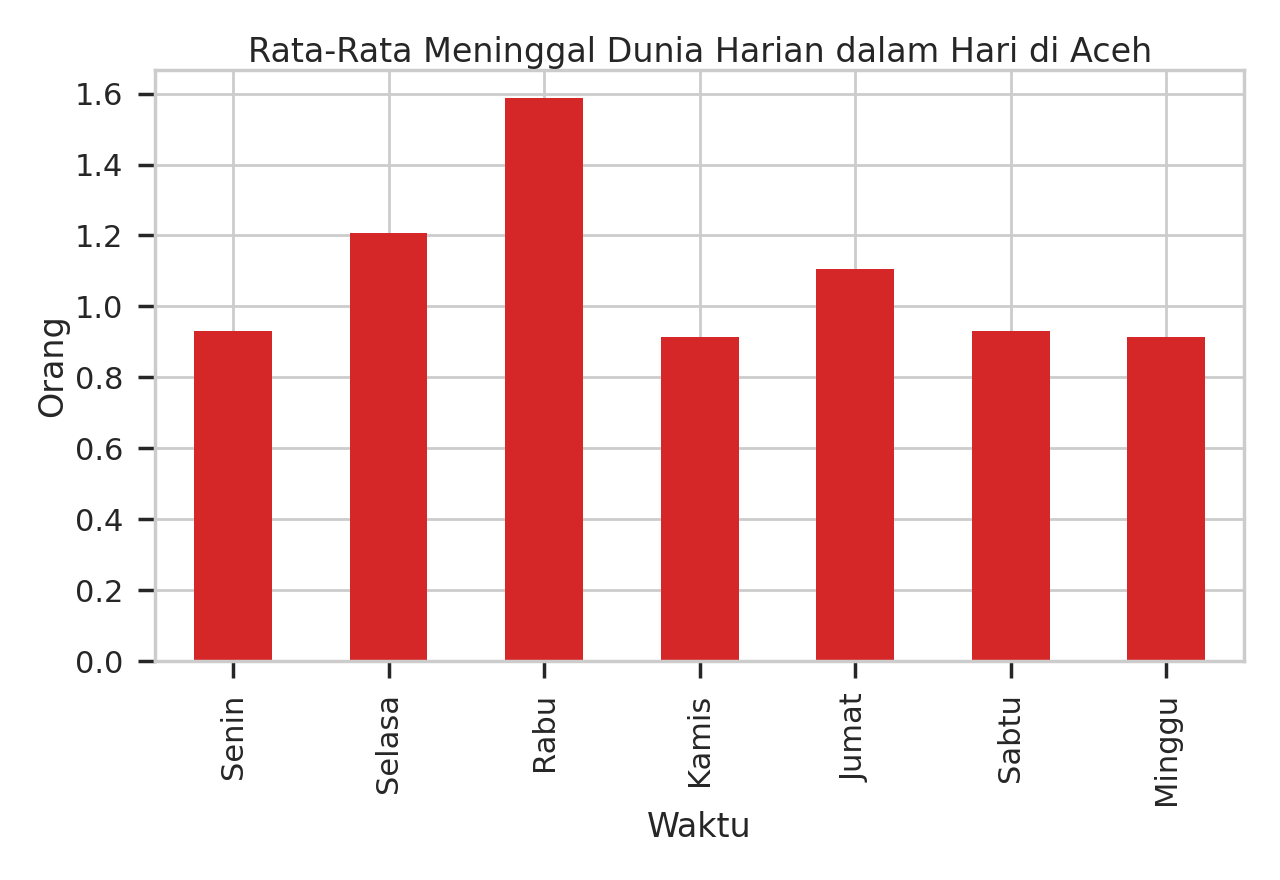 Rata-Rata Meninggal Dunia Harian dalam Hari di Aceh
1.6
1.4
1.2
1.0
0.8
0.6
0.4
0.2
0.0
Orang
Senin
Selasa
Rabu
Kamis
Jumat
Sabtu
Minggu
Waktu